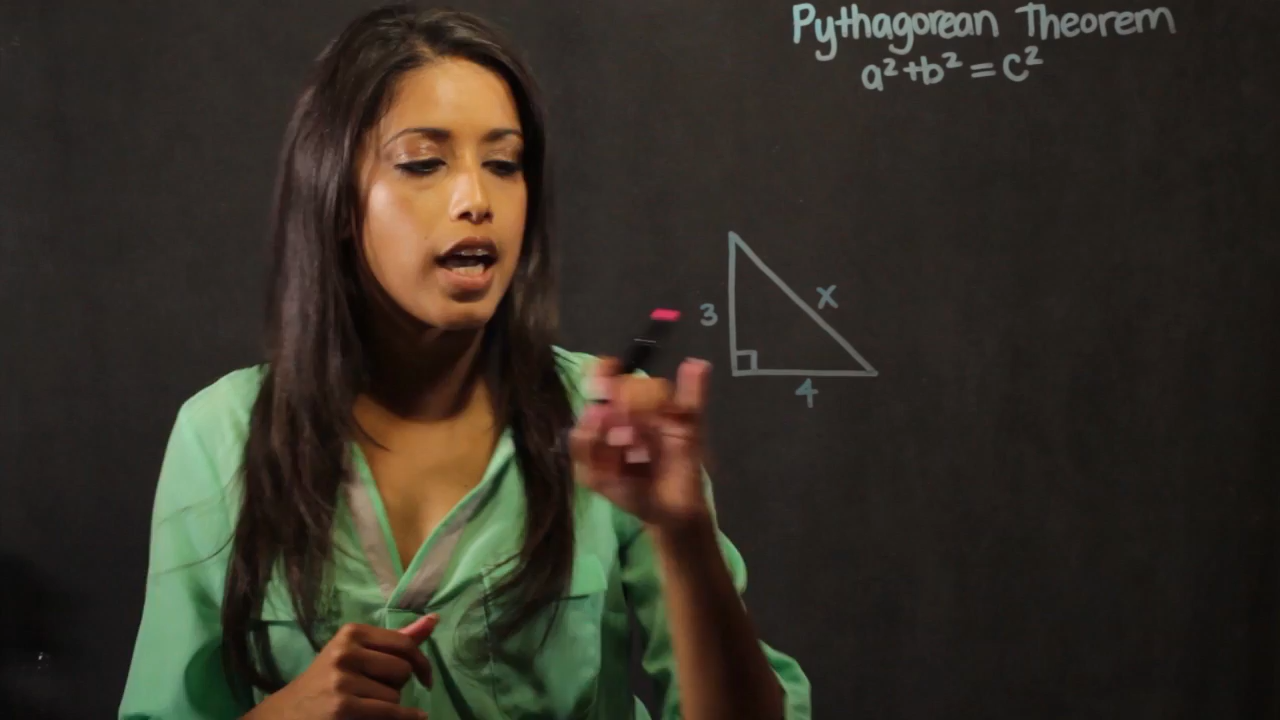 Pythagorean Theorem
a²+b² = c²
x
3
4